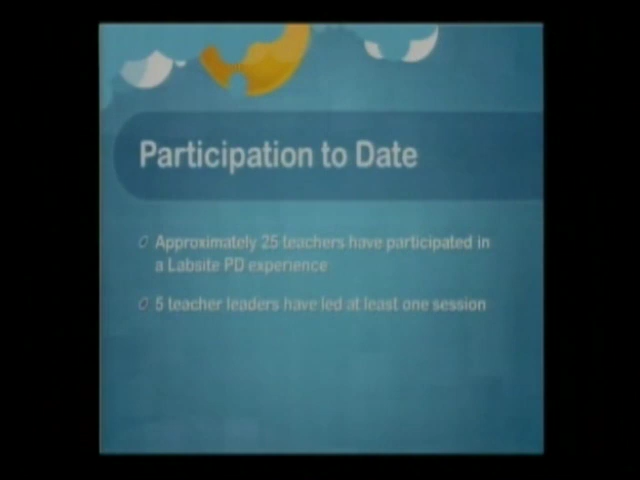 Participation to Date
Approximately 25 teachers have participated in
a Labsite PD experience
5 teacher leaders have led at least one session